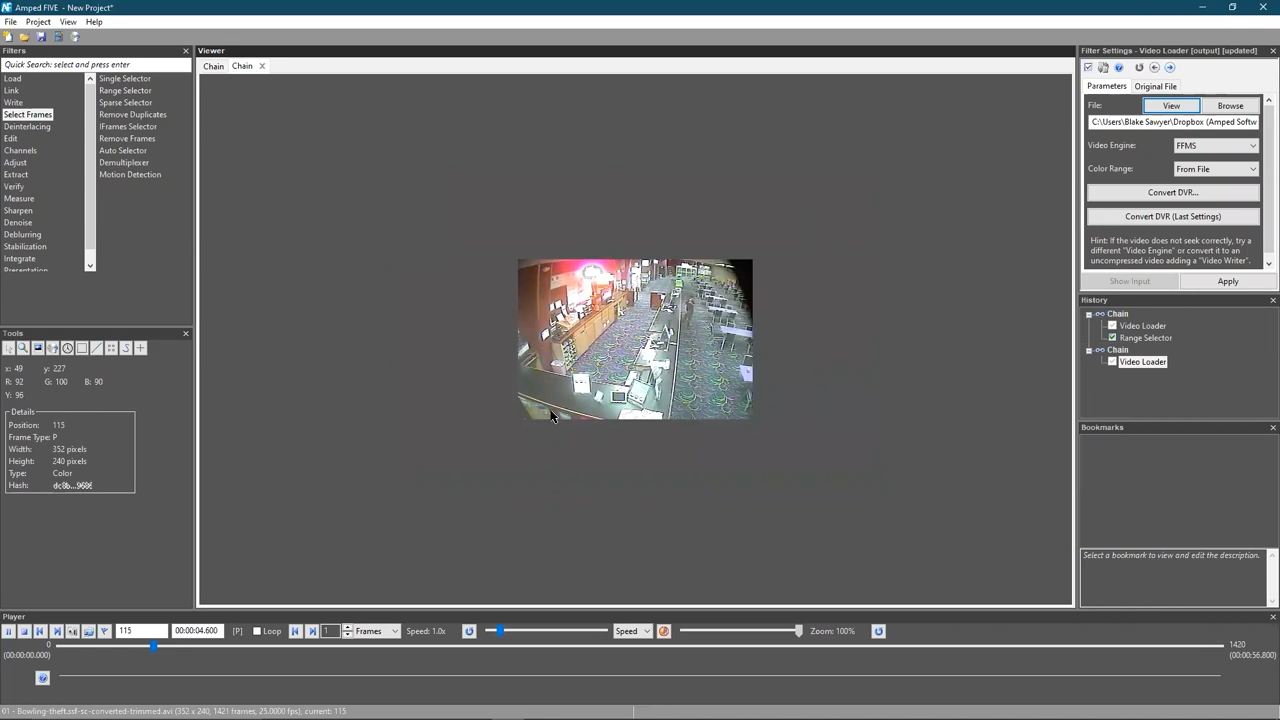 Amped FIVE - New Project*
File Project View Help
Filters
Quick Search: select and press enter
Load
Link
Write
Select Frames
Deinterlacing
Edit
Channels
Adjust
Extract
Verify
Measure
Sharpen
Denoise
Deblurring
Stabilization
Integrate
Presentation
Single Selector
Range Selector
Sparse Selector
Remove Duplicates
IFrames Selector
Remove Frames
Auto Selector
Demultiplexer
Motion Detection
Tools
x: 49 y: 227
R: 92 G: 100 B: 90
Y: 96
Details
Position: 115
Frame Type: P
Width: 352 pixels
Height: 240 pixels
Type: Color
Hash: dc8b...9686
Viewer
Chain Chain
Filter Settings - Video Loader [output] [updated]
Parameters Original File
File: View Browse
C:\Users\Blake Sawyer\Dropbox (Amped Softw
Video Engine: FFMS
Color Range: From File
Convert DVR...
Convert DVR (Last Settings)
Hint: If the video does not seek correctly, try a
different "Video Engine" or convert it to an
uncompressed video adding a "Video Writer".
Show Input Apply
History
Chain
Video Loader
Range Selector
Chain
Video Loader
Bookmarks
Select a bookmark to view and edit the description.
Player
115 00:00:04.600 [P] Loop 1 Frames Speed: 1.0x Speed Zoom: 100%
0 1420
(00:00:00.000) (00:00:56.800)
01 - Bowling-theft.ssf-sc-converted-trimmed.avi (352 x 240, 1421 frames, 25.0000 fps), current: 115